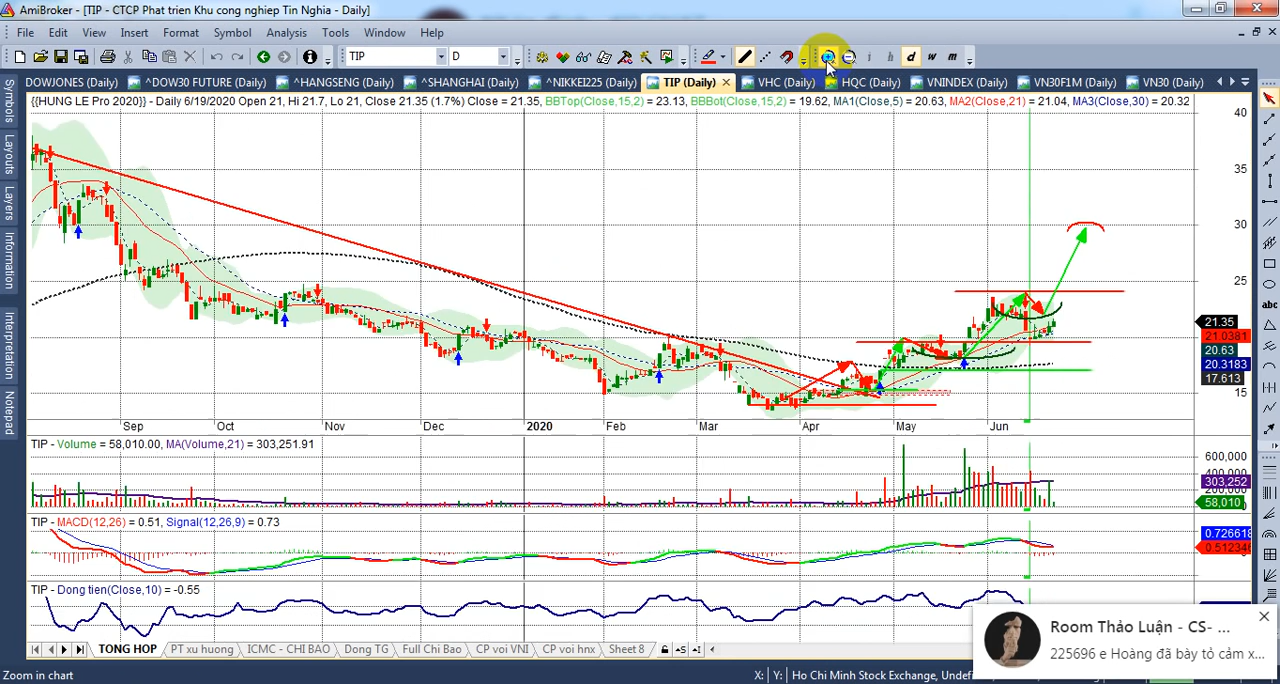 AmiBroker - [TIP - CTCP Phat trien Khu cong nghiep Tin Nghia - Daily]
File Edit View Insert Format Symbol Analysis Tools Window Help
TIP D i h d w m
DOWJONES (Daily) ^DOW30 FUTURE (Daily) ^HANGSENG (Daily) ^SHANGHAI (Daily) ^NIKKEI225 (Daily) TIP (Daily) VHC (Daily) HQC (Daily) VNINDEX (Daily) VN30F1M (Daily) VN30 (Daily)
{{HUNG LE Pro 2020}} - Daily 6/19/2020 Open 21, Hi 21.7, Lo 21, Close 21.35 (1.7%) Close = 21.35, BBTop(Close,15,2) = 23.13, BBBot(Close,15,2) = 19.62, MA1(Close,5) = 20.63, MA2(Close,21) = 21.04, MA3(Close,30) = 20.32
Symbols
Layouts
Layers
Information
Interpretation
Notepad
abc
40
35
30
25
21.35
21.0381
20.63
20.3183
17.613
15
Sep Oct Nov Dec 2020 Feb Mar Apr May Jun
TIP - Volume = 58,010.00, MA(Volume,21) = 303,251.91
600,000
400,000
303,252
200,000
58,010
TIP - MACD(12,26) = 0.51, Signal(12,26,9) = 0.73
0.726618
0.512345
TIP - Dong tien(Close,10) = -0.55
Room Thảo Luận - CS- ...
225696 e Hoàng đã bày tỏ cảm x...
TONG HOP PT xu huong ICMC - CHI BAO Dong TG Full Chi Bao CP voi VNI CP voi hnx Sheet 8
Zoom in chart X: Y: Ho Chi Minh Stock Exchange, Undef